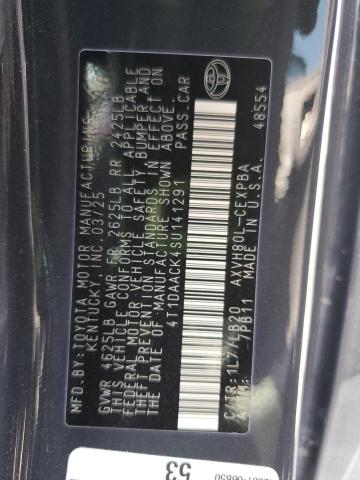 MFD. BY: TOYOTA MOTOR MANUFACTURING
KENTUCKY, INC. 03/25
GVWR 4625LB GAWR FR 2625LB RR 2425LB
THIS VEHICLE CONFORMS TO ALL APPLICABLE
FEDERAL MOTOR VEHICLE SAFETY, BUMPER AND
THEFT PREVENTION STANDARDS IN EFFECT ON
THE DATE OF MANUFACTURE SHOWN ABOVE.
4T1DAACK4SU141291 PASS.CAR
C/TR: 1L7/LB20 AXVH80L-CEXPBA
A/TM: -/PB11 MADE IN U.S.A.
48554
53